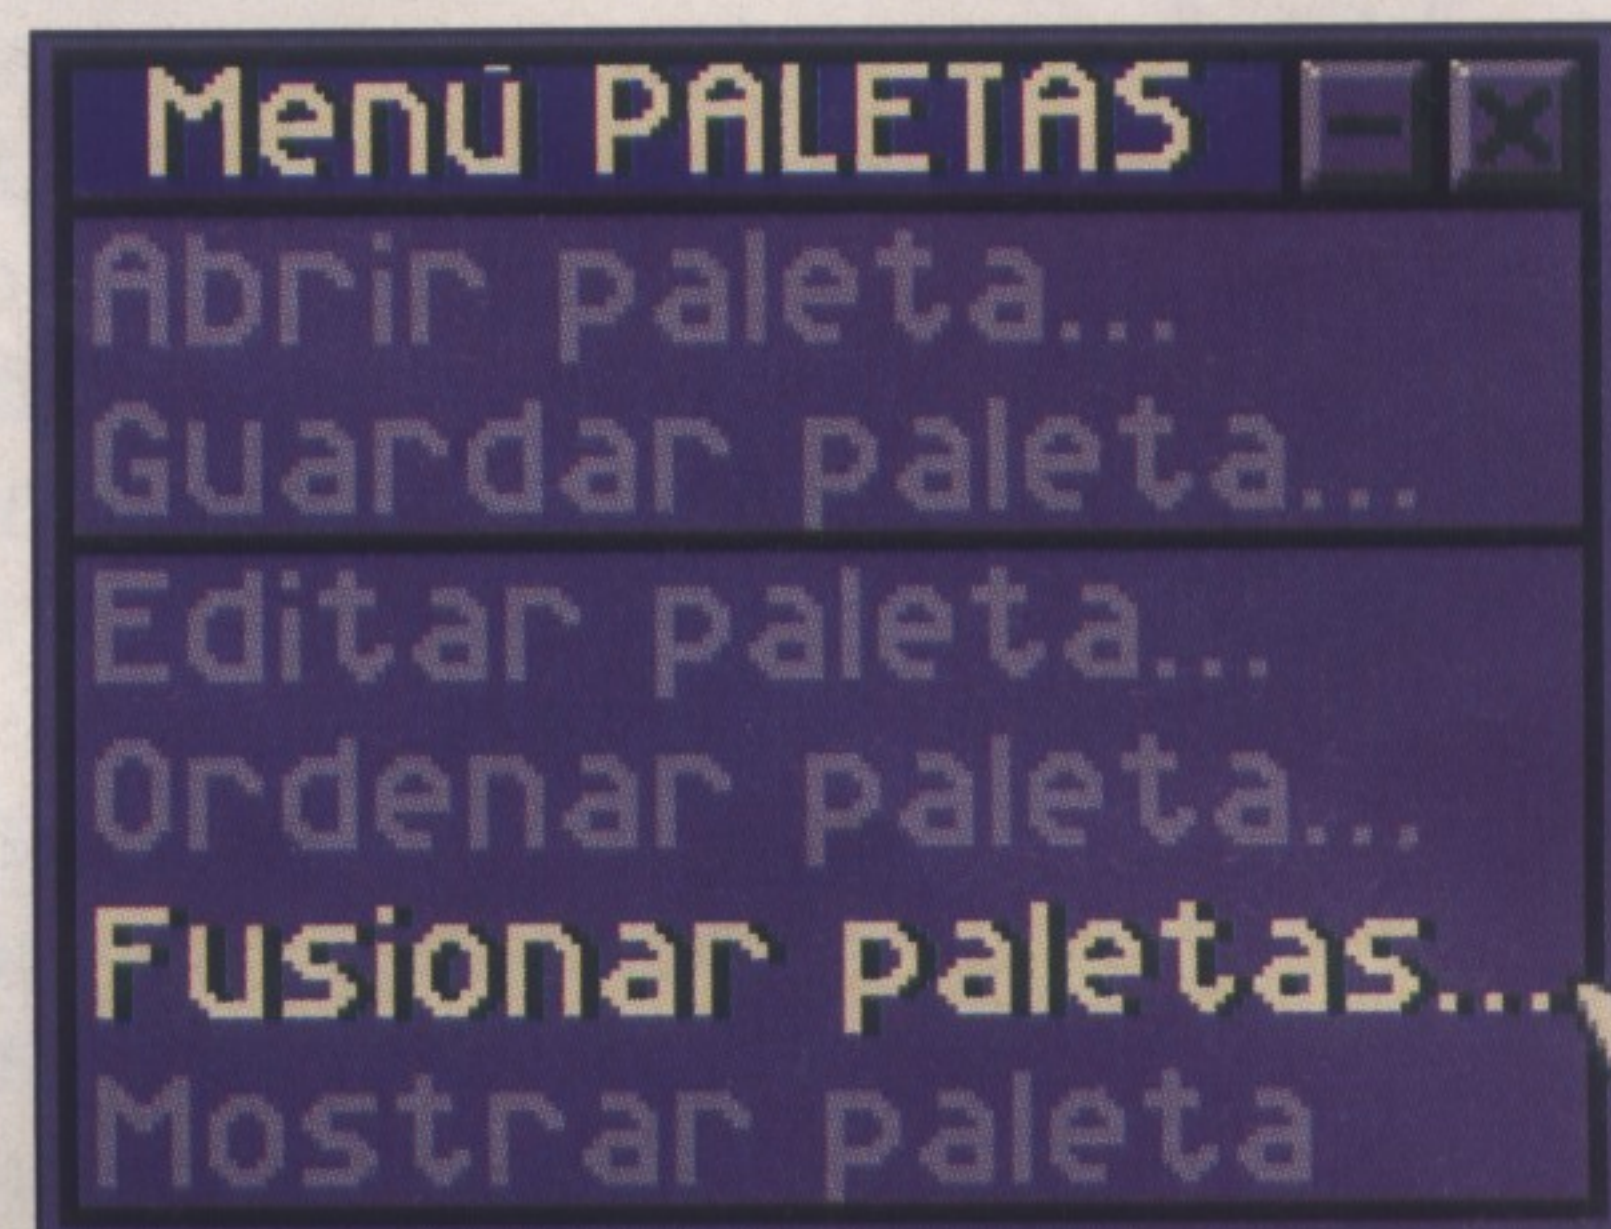 Menú PALETAS
Abrir paleta...
Guardar paleta...
Editar paleta...
Ordenar paleta...
Fusionar paletas...
Mostrar paleta